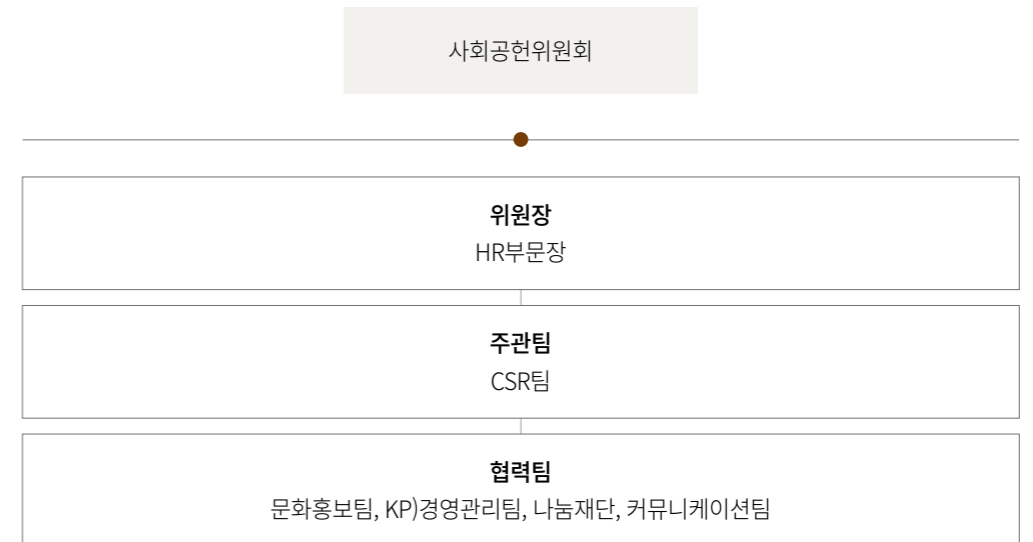 사회공헌위원회
위원장
HR부문장
주관팀
CSR팀
협력팀
문화홍보팀, KP)경영관리팀, 나눔재단, 커뮤니케이션팀